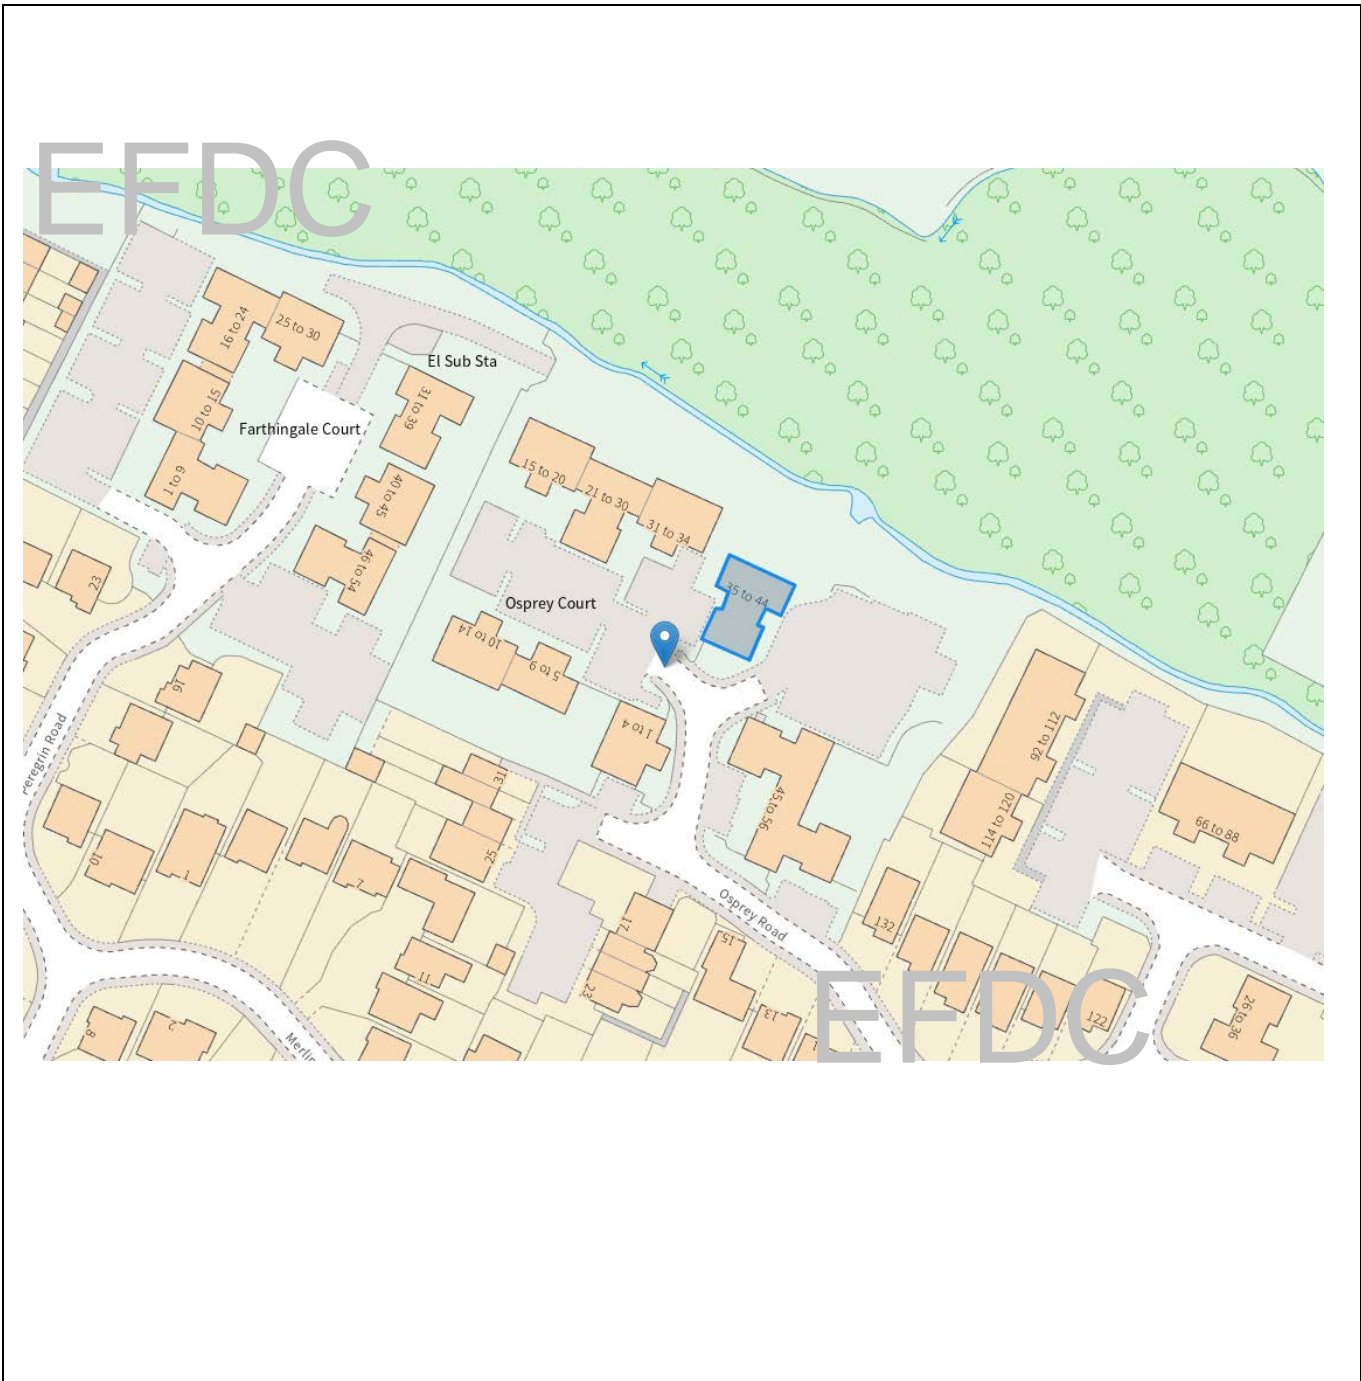 EFDC
16 to 24
25 to 30
El Sub Sta
31 to 39
10 to 15
Farthingale Court
1 to 9
40 to 45
15 to 20
21 to 30
31 to 34
46 to 54
23
35 to 44
Osprey Court
10 to 14
5 to 9
16
1 to 4
Peregrin Road
92 to 112
31
45 to 56
114 to 120
66 to 88
25
10
1
7
Osprey Road
17
132
15
11
23
13
122
26 to 36
8
2
Merlin
EFDC